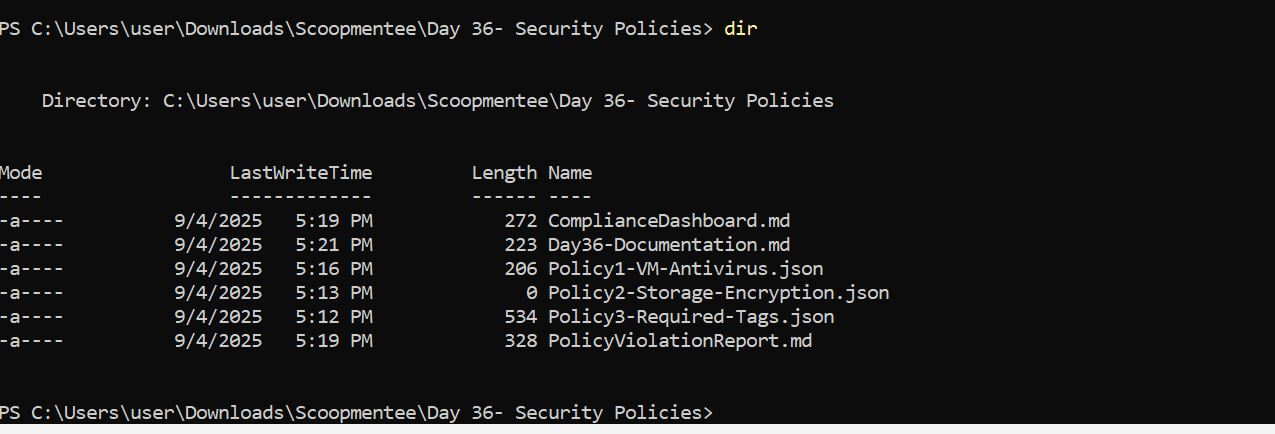 PS C:\Users\user\Downloads\Scoopmentee\Day 36- Security Policies> dir
Directory: C:\Users\user\Downloads\Scoopmentee\Day 36- Security Policies
Mode                 LastWriteTime         Length Name
----                 -------------         ------ ----
-a----          9/4/2025   5:19 PM            272 ComplianceDashboard.md
-a----          9/4/2025   5:21 PM            223 Day36-Documentation.md
-a----          9/4/2025   5:16 PM            206 Policy1-VM-Antivirus.json
-a----          9/4/2025   5:13 PM              0 Policy2-Storage-Encryption.json
-a----          9/4/2025   5:12 PM            534 Policy3-Required-Tags.json
-a----          9/4/2025   5:19 PM            328 PolicyViolationReport.md
PS C:\Users\user\Downloads\Scoopmentee\Day 36- Security Policies>